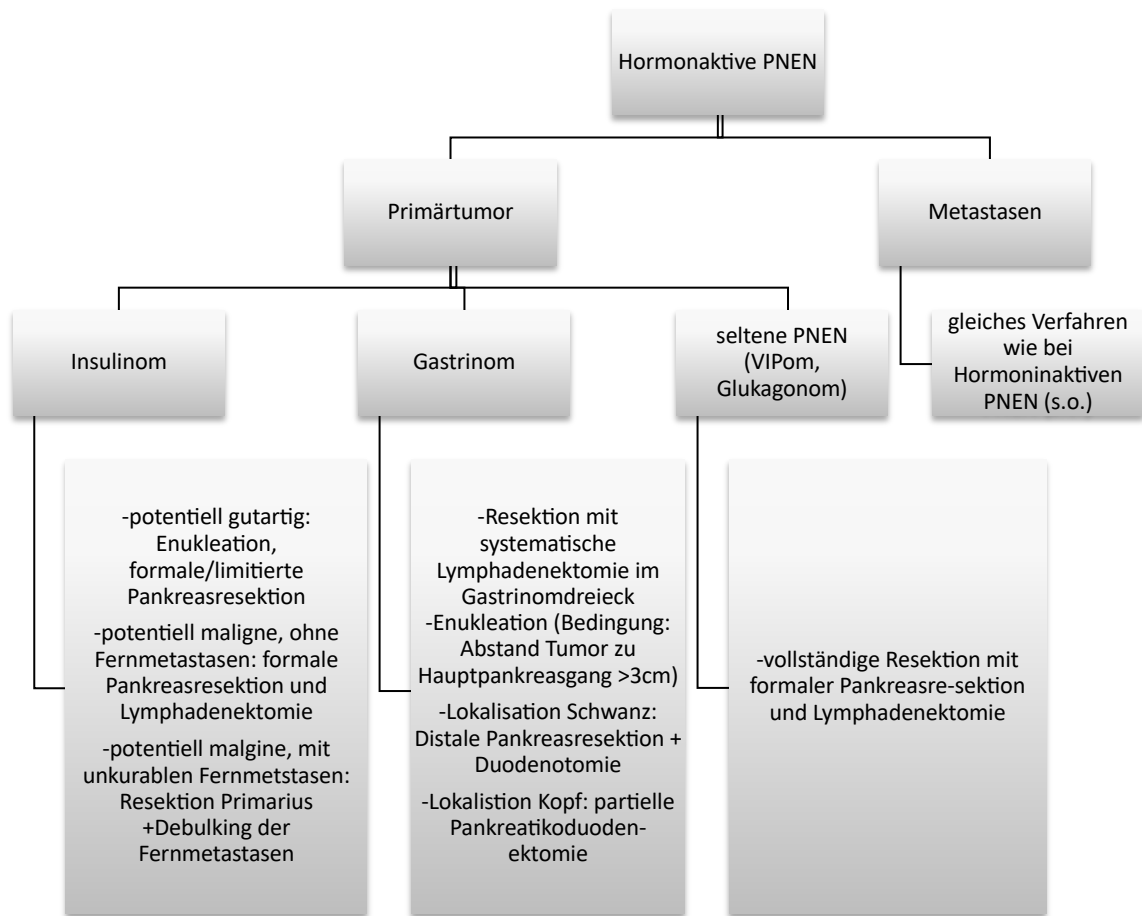 Hormonaktive PNEN
Primärtumor
Metastasen
Insulinom
Gastrinom
seltene PNEN
(VIPom,
Glukagonom)
gleiches Verfahren
wie bei
Hormoninaktiven
PNEN (s.o.)
-potentiell gutartig:
Enukleation,
formale/limitierte
Pankreasresektion
-potentiell maligne, ohne
Fernmetastasen: formale
Pankreasresektion und
Lymphadenektomie
-potentiell malgine, mit
unkurablen Fernmetstasen:
Resektion Primarius
+Debulking der
Fernmetastasen
-Resektion mit
systematische
Lymphadenektomie im
Gastrinomdreieck
-Enukleation (Bedingung:
Abstand Tumor zu
Hauptpankreasgang >3cm)
-Lokalisation Schwanz:
Distale Pankreasresektion +
Duodenotomie
-Lokalistion Kopf: partielle
Pankreatikoduoden-
ektomie
-vollständige Resektion mit
formaler Pankreasre-sektion
und Lymphadenektomie